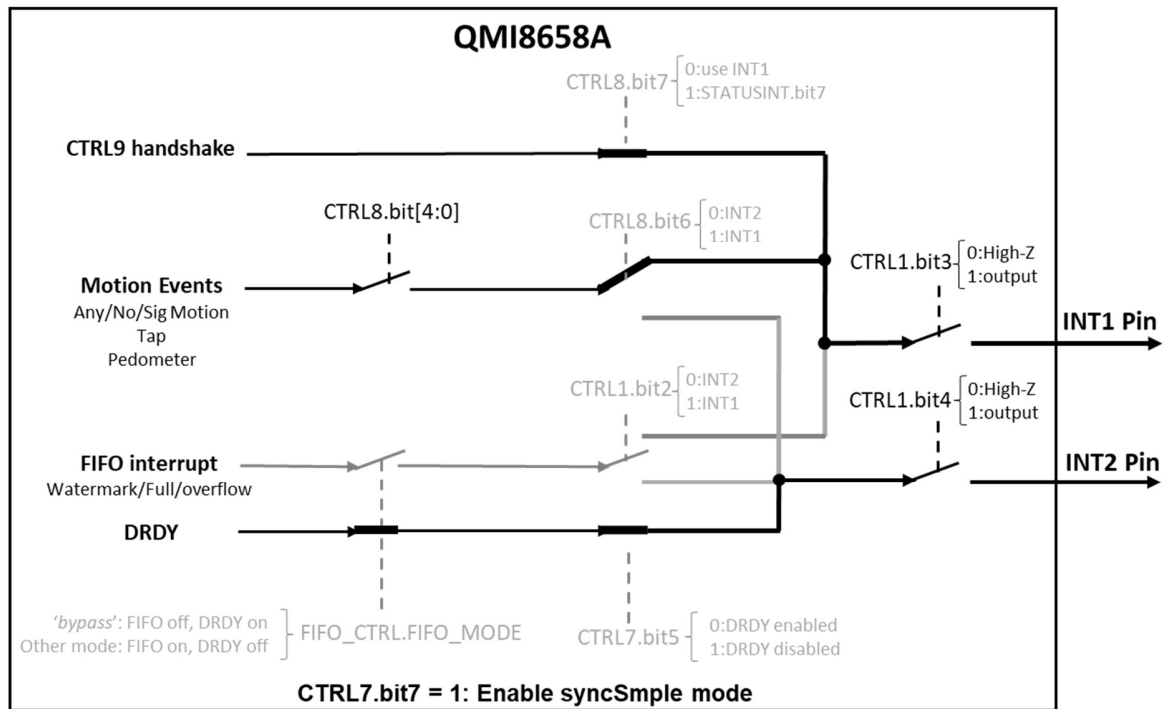 QMI8658A
CTRL8.bit7
0:use INT1
1:STATUSINT.bit7
CTRL9 handshake
CTRL8.bit[4:0]
CTRL8.bit6
0:INT2
1:INT1
CTRL1.bit3
0:High-Z
1:output
Motion Events
Any/No/Sig Motion
Tap
Pedometer
INT1 Pin
CTRL1.bit2
0:INT2
1:INT1
CTRL1.bit4
0:High-Z
1:output
FIFO interrupt
Watermark/Full/overflow
INT2 Pin
DRDY
‘bypass’: FIFO off, DRDY on
Other mode: FIFO on, DRDY off
FIFO_CTRL.FIFO_MODE
CTRL7.bit5
0:DRDY enabled
1:DRDY disabled
CTRL7.bit7 = 1: Enable syncSmple mode